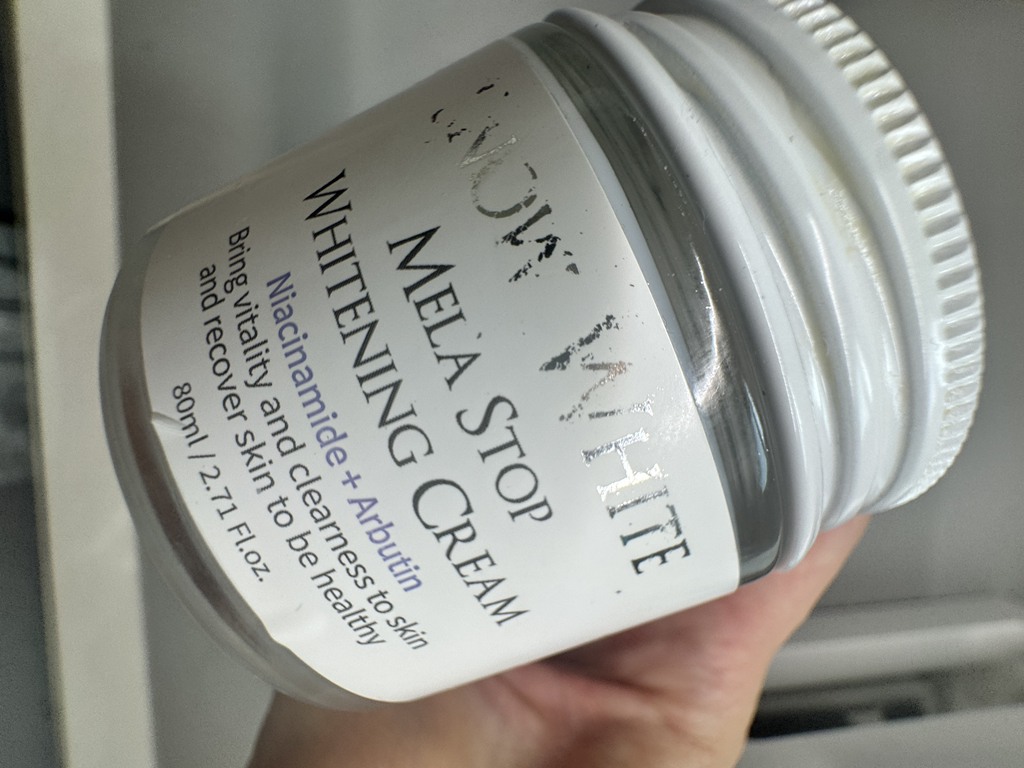 SNOW WHITE
MELA STOP
WHITENING CREAM
Niacinamide + Arbutin
Bring vitality and clearness to skin
and recover skin to be healthy
80ml / 2.71 Fl.oz.